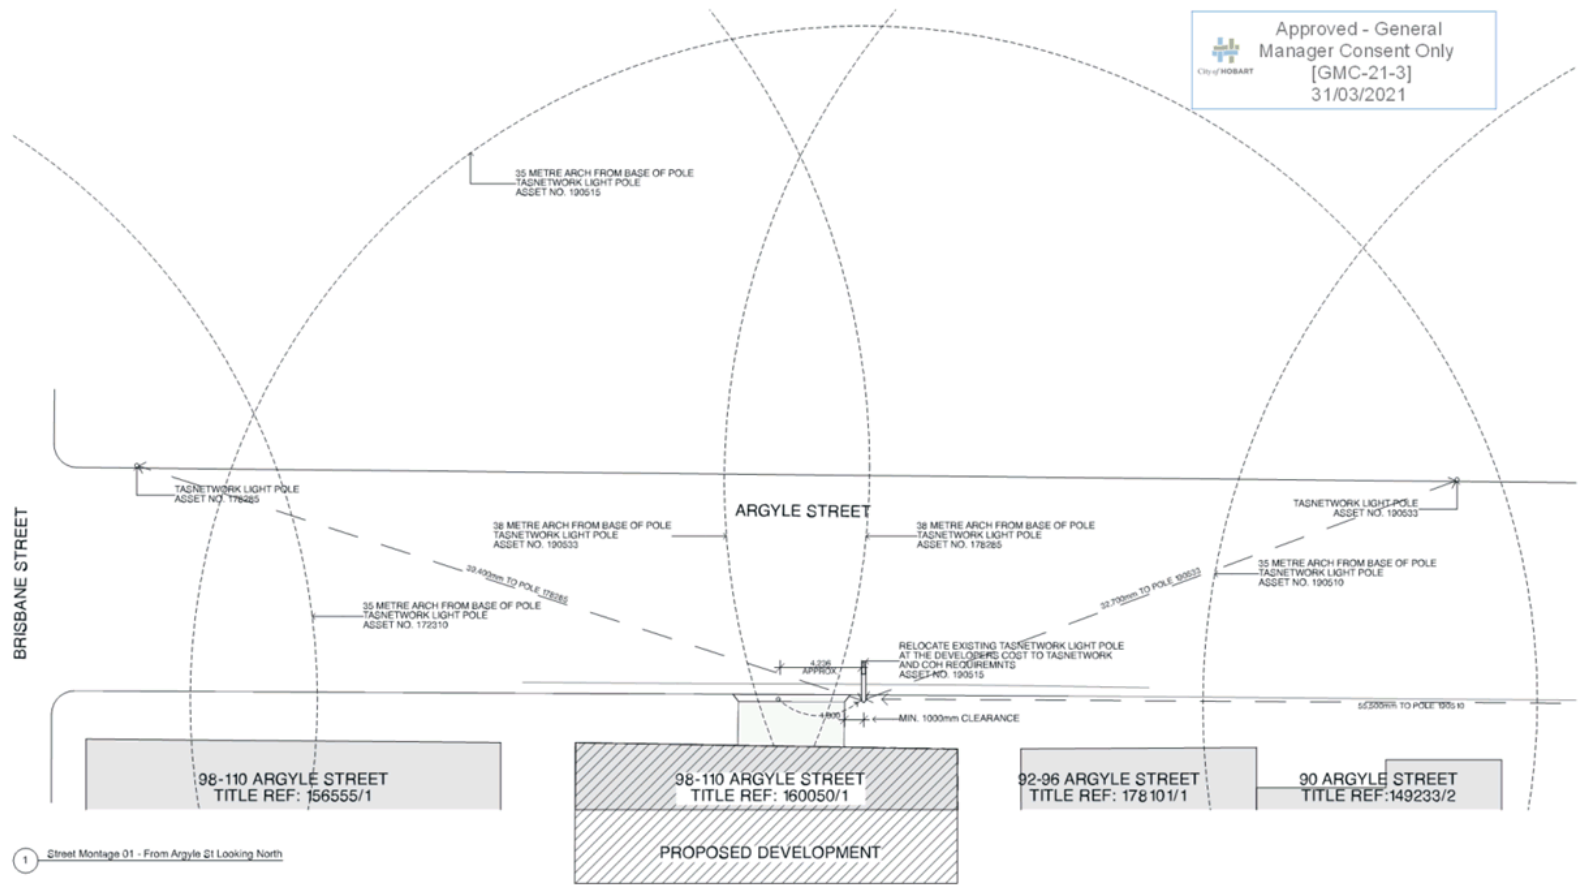 Approved - General
Manager Consent Only
[GMC-21-3]
31/03/2021
City of HOBART
35 METRE ARCH FROM BASE OF POLE
TASNETWORK LIGHT POLE
ASSET NO. 190515
TASNETWORK LIGHT POLE
ASSET NO. 178285
TASNETWORK LIGHT POLE
ASSET NO. 190533
ARGYLE STREET
38 METRE ARCH FROM BASE OF POLE
TASNETWORK LIGHT POLE
ASSET NO. 190533
38 METRE ARCH FROM BASE OF POLE
TASNETWORK LIGHT POLE
ASSET NO. 178285
BRISBANE STREET
TO POLE 178285
32,700mm TO POLE 190533
35 METRE ARCH FROM BASE OF POLE
TASNETWORK LIGHT POLE
ASSET NO. 190510
35 METRE ARCH FROM BASE OF POLE
TASNETWORK LIGHT POLE
ASSET NO. 172310
RELOCATE EXISTING TASNETWORK LIGHT POLE
AT THE DEVELOPERS COST TO TASNETWORK
AND COH REQUIREMNTS
ASSET NO. 190515
4,236
APPROX
MIN. 1000mm CLEARANCE
TO POLE 190510
98-110 ARGYLE STREET
TITLE REF: 156555/1
98-110 ARGYLE STREET
TITLE REF: 160050/1
92-96 ARGYLE STREET
TITLE REF: 178101/1
90 ARGYLE STREET
TITLE REF:149233/2
PROPOSED DEVELOPMENT
1 Street Montage 01 - From Argyle St Looking North